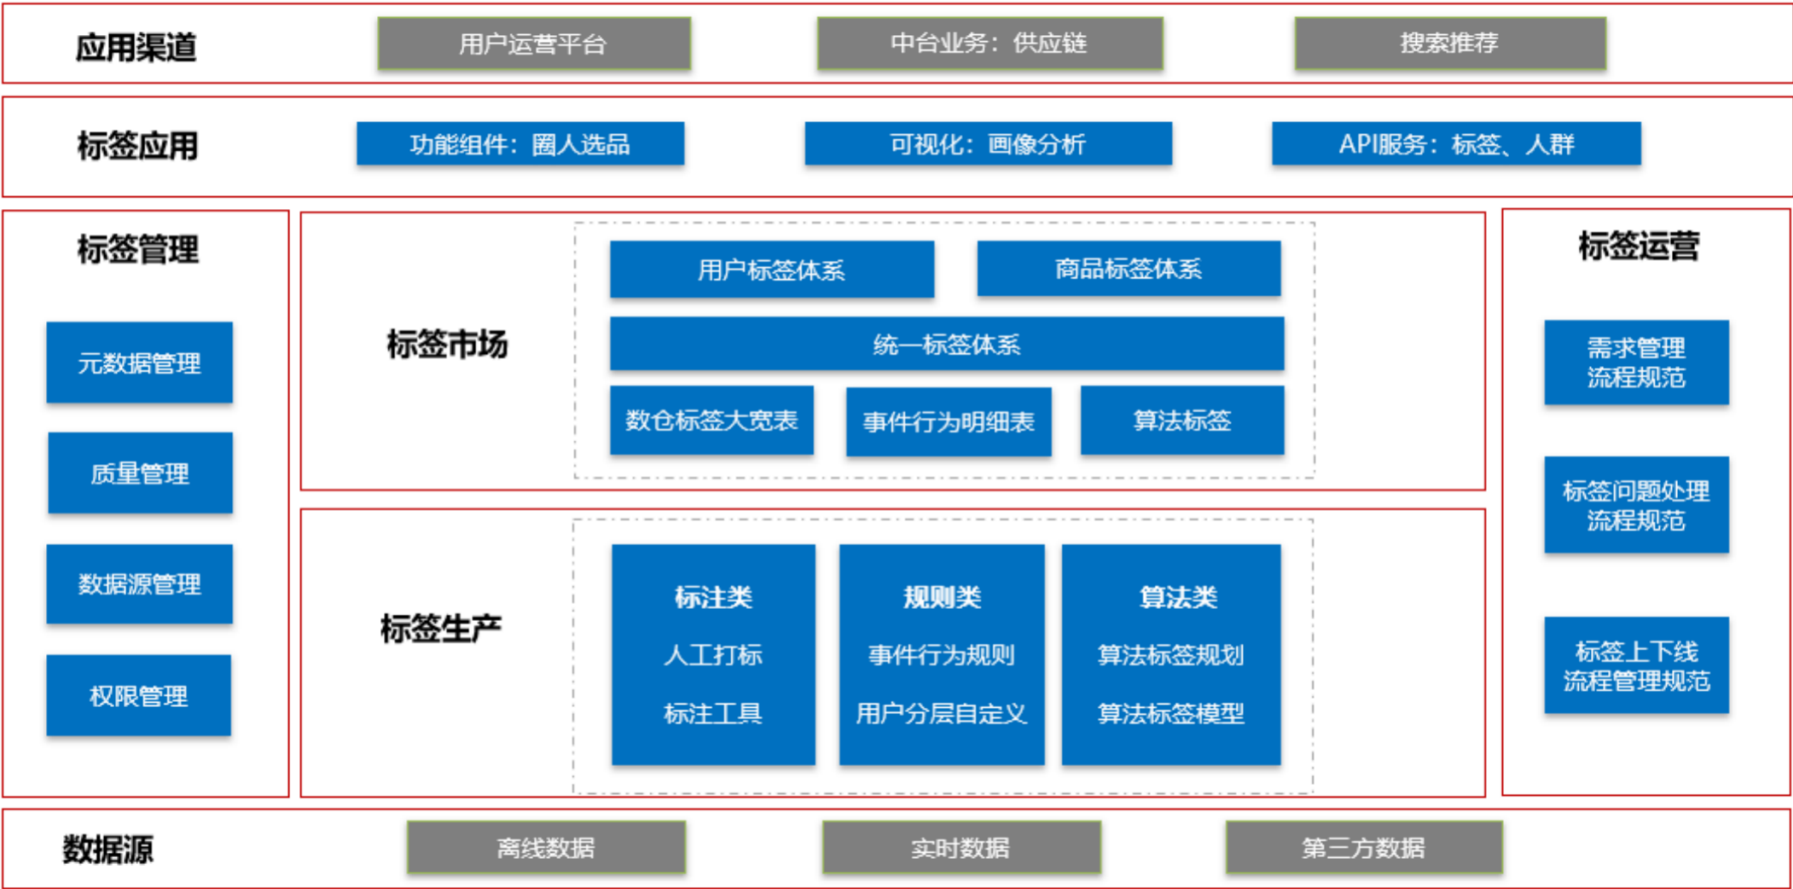 应用渠道
用户运营平台
中台业务：供应链
搜索推荐
标签应用
功能组件：圈人选品
可视化：画像分析
API服务：标签、人群
标签管理
元数据管理
质量管理
数据源管理
权限管理
标签市场
用户标签体系
商品标签体系
统一标签体系
数仓标签大宽表
事件行为明细表
算法标签
标签生产
标注类
人工打标
标注工具
规则类
事件行为规则
用户分层自定义
算法类
算法标签规划
算法标签模型
标签运营
需求管理
流程规范
标签问题处理
流程规范
标签上下线
流程管理规范
数据源
离线数据
实时数据
第三方数据